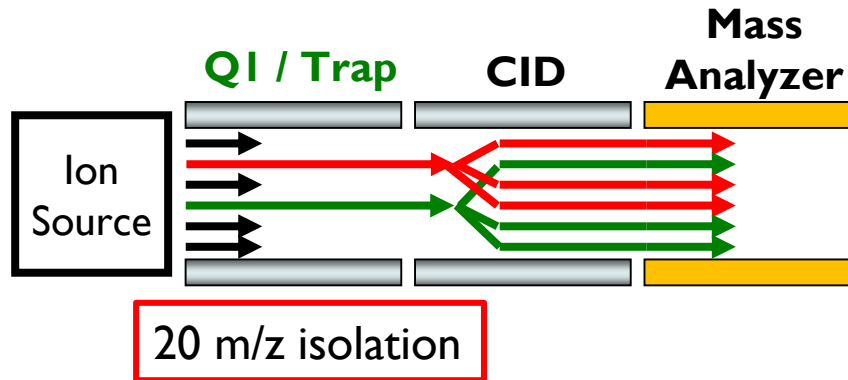 Mass
Q1 / Trap CID Analyzer
Ion
Source
20 m/z isolation